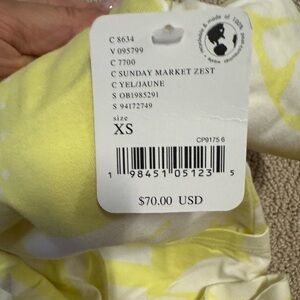 C 8634
V 095799
C 7700
C SUNDAY MARKET ZEST
C YEL/JAUNE
S OB1985291
S 94172749
size
XS
CP9175 6
1 98451 05123 5
$70.00 USD